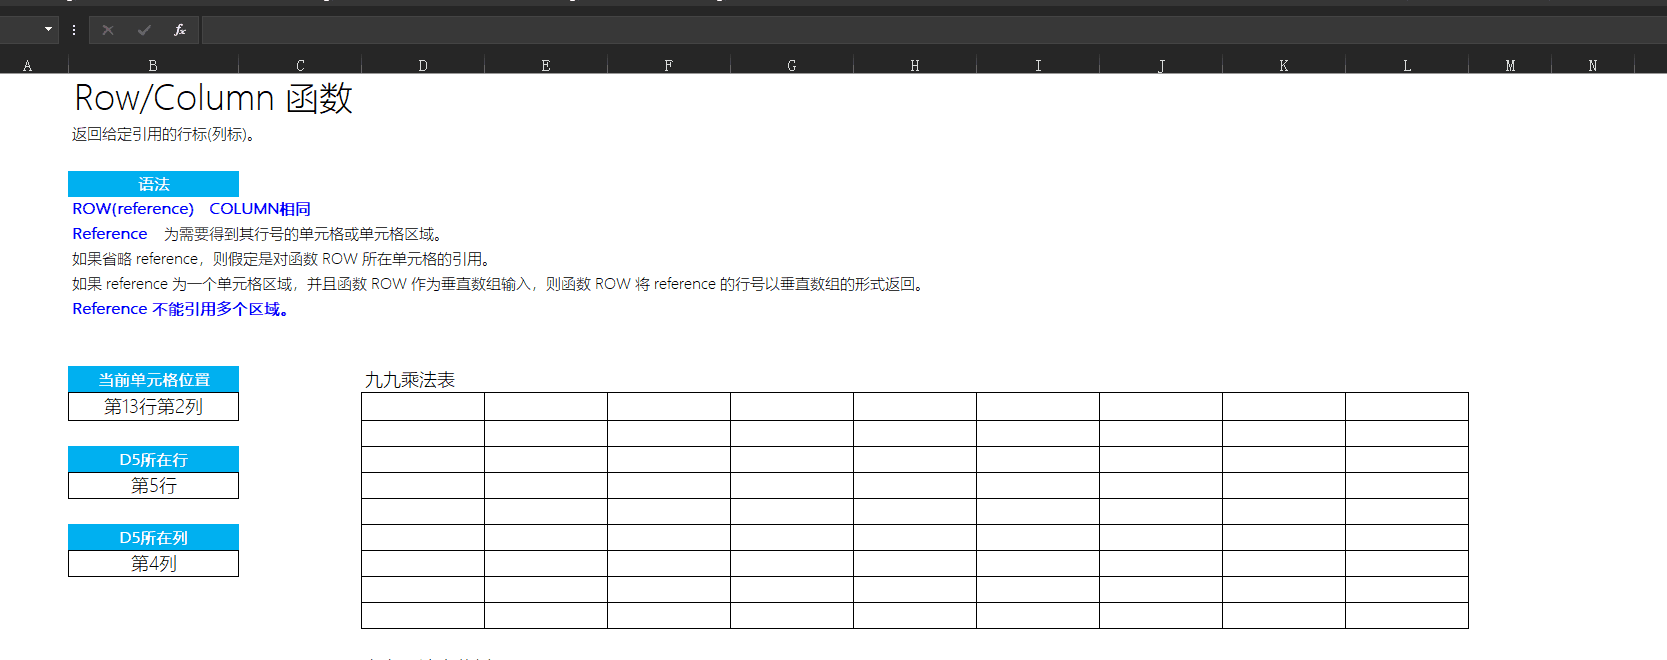 fx
A B C D E F G H I J K L M N
Row/Column 函数
返回给定引用的行标(列标)。
语法
ROW(reference) COLUMN相同
Reference 为需要得到其行号的单元格或单元格区域。
如果省略 reference，则假定是对函数 ROW 所在单元格的引用。
如果 reference 为一个单元格区域，并且函数 ROW 作为垂直数组输入，则函数 ROW 将 reference 的行号以垂直数组的形式返回。
Reference 不能引用多个区域。
当前单元格位置
第13行第2列
D5所在行
第5行
D5所在列
第4列
九九乘法表